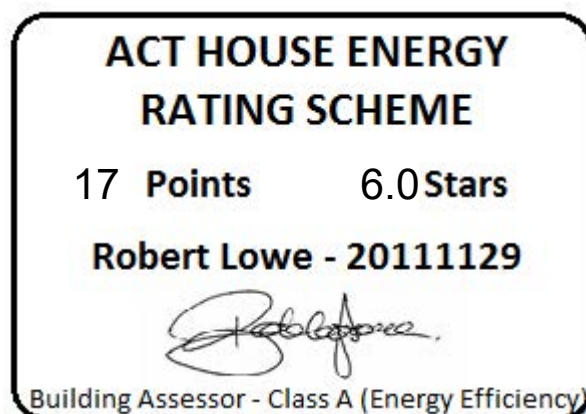 ACT HOUSE ENERGY
RATING SCHEME
17 Points 6.0 Stars
Robert Lowe - 20111129
Building Assessor - Class A (Energy Efficiency)